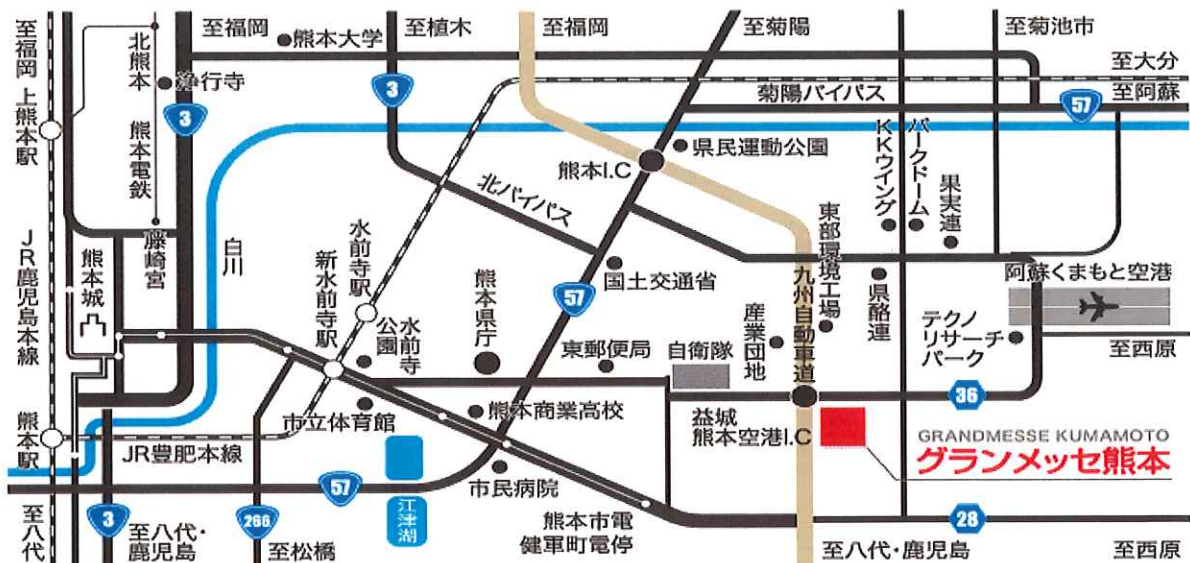 至福岡
至福岡
至植木
至福岡
至菊陽
至菊池市
北熊本
熊本大学
浄行寺
3
3
至大分
菊陽バイパス
57
至阿蘇
上熊本駅
熊本電鉄
熊本I.C
県民運動公園
KKウイング
パークドーム
果実連
北バイパス
JR鹿児島本線
熊本城
藤崎宮
白川
新水前寺駅
水前寺駅
水前寺
公園
熊本県庁
57
国土交通省
東部環境工場
九州自動車道
県酪連
阿蘇くまもと空港
産業団地
テクノ
リサーチ
パーク
至西原
東郵便局
自衛隊
36
市立体育館
熊本商業高校
益城
熊本空港I.C
GRANDMESSE KUMAMOTO
グランメッセ熊本
熊本駅
JR豊肥本線
57
市民病院
江津湖
至八代
3
至八代・
鹿児島
266
至松橋
熊本市電
健軍町電停
28
至八代・鹿児島
至西原